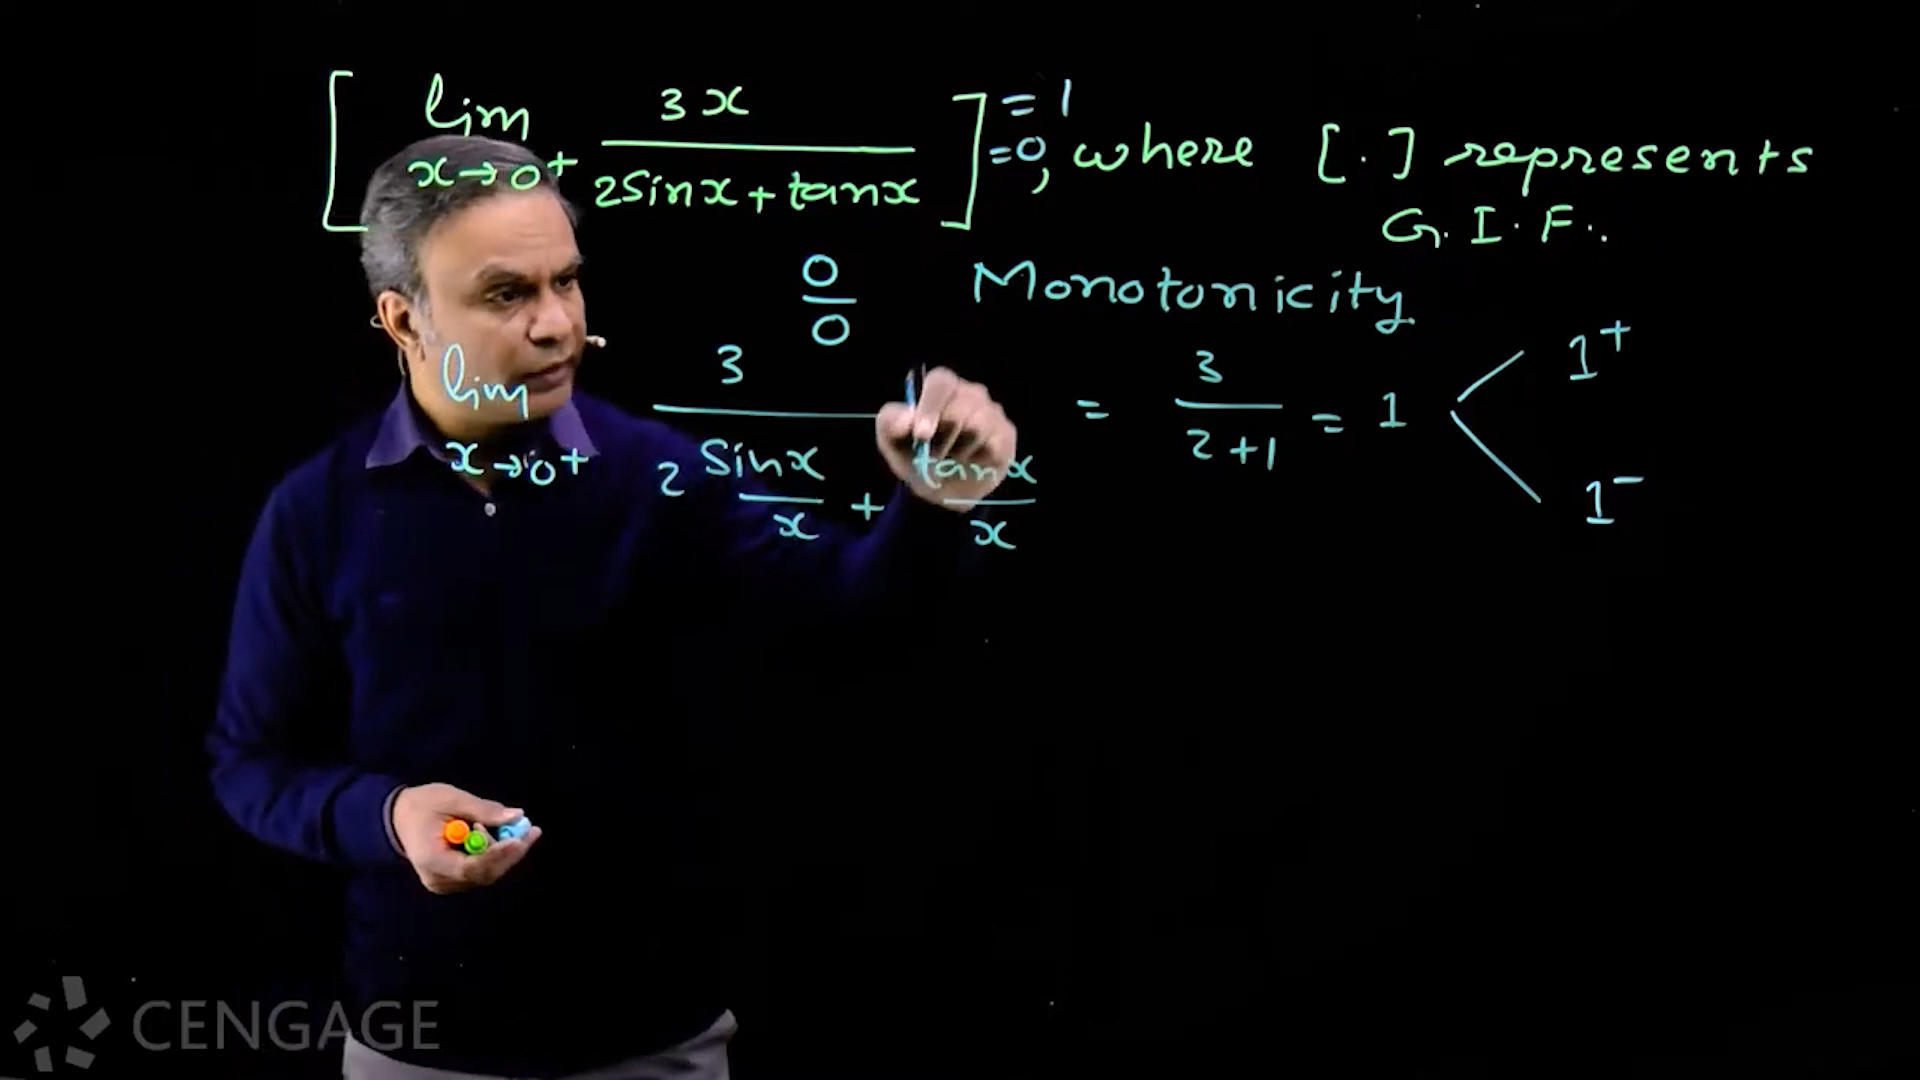 [ lim 3x ] = 1
x→0+ 2sinx + tanx = 0, where [.] represents
G.I.F..
0 Monotonicity
0
lim 3 = 3 = 1 < 1+
x→0+ 2 sinx/x + tanx/x 2+1 1-
CENGAGE